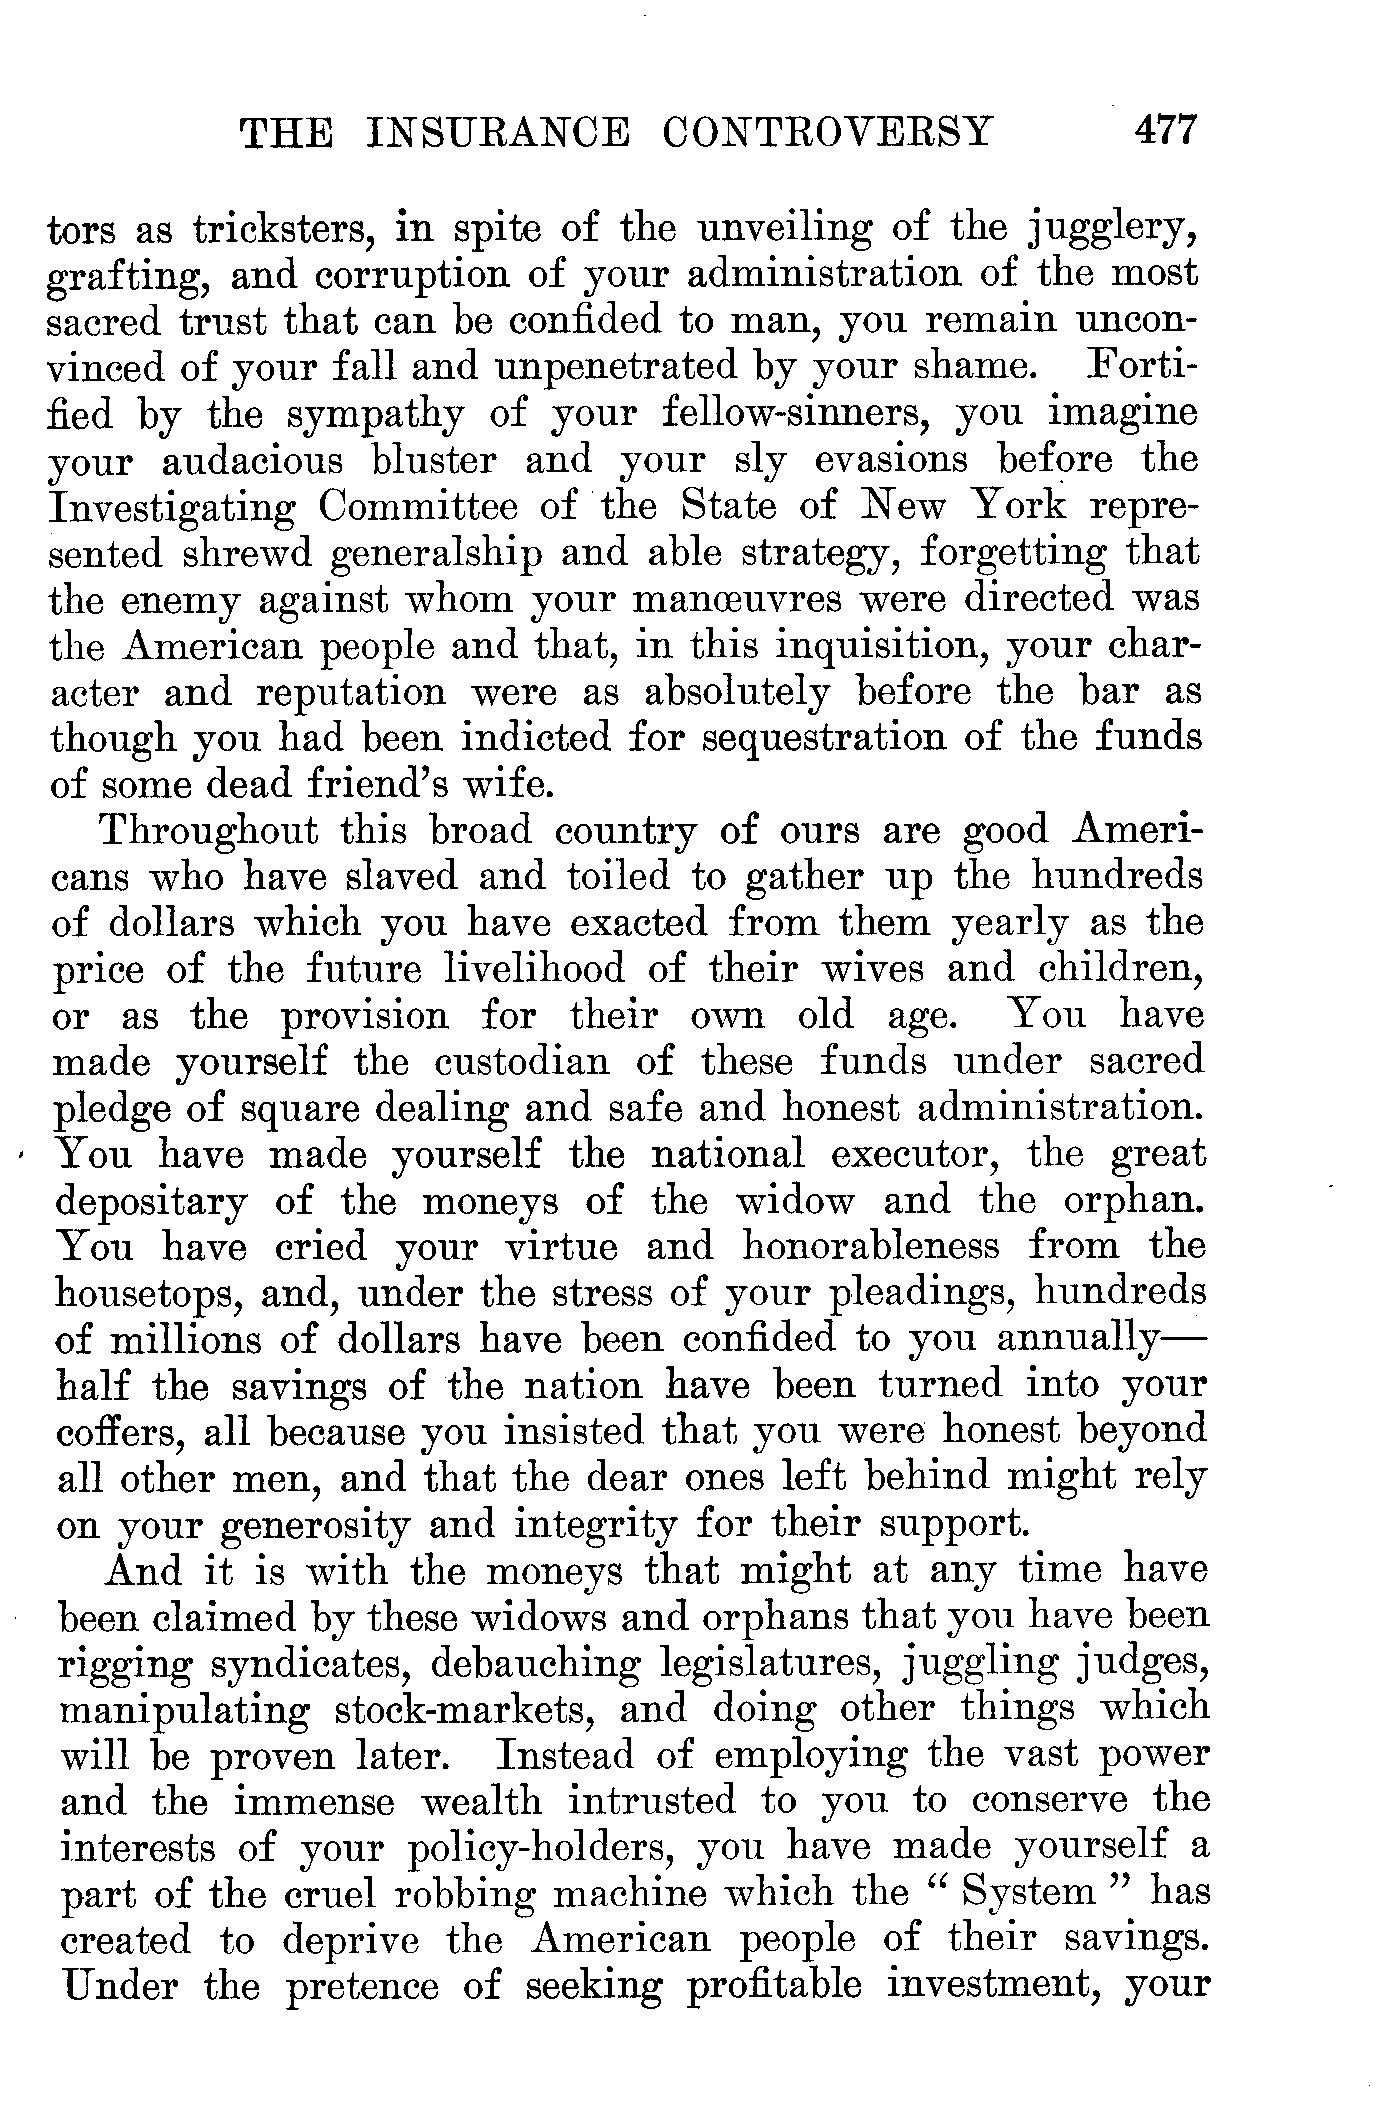 THE INSURANCE CONTROVERSY 477
tors as tricksters, in spite of the unveiling of the jugglery,
grafting, and corruption of your administration of the most
sacred trust that can be confided to man, you remain uncon-
vinced of your fall and unpenetrated by your shame. Forti-
fied by the sympathy of your fellow-sinners, you imagine
your audacious bluster and your sly evasions before the
Investigating Committee of the State of New York repre-
sented shrewd generalship and able strategy, forgetting that
the enemy against whom your manœuvres were directed was
the American people and that, in this inquisition, your char-
acter and reputation were as absolutely before the bar as
though you had been indicted for sequestration of the funds
of some dead friend's wife.
Throughout this broad country of ours are good Ameri-
cans who have slaved and toiled to gather up the hundreds
of dollars which you have exacted from them yearly as the
price of the future livelihood of their wives and children,
or as the provision for their own old age. You have
made yourself the custodian of these funds under sacred
pledge of square dealing and safe and honest administration.
You have made yourself the national executor, the great
depositary of the moneys of the widow and the orphan.
You have cried your virtue and honorableness from the
housetops, and, under the stress of your pleadings, hundreds
of millions of dollars have been confided to you annually—
half the savings of the nation have been turned into your
coffers, all because you insisted that you were honest beyond
all other men, and that the dear ones left behind might rely
on your generosity and integrity for their support.
And it is with the moneys that might at any time have
been claimed by these widows and orphans that you have been
rigging syndicates, debauching legislatures, juggling judges,
manipulating stock-markets, and doing other things which
will be proven later. Instead of employing the vast power
and the immense wealth intrusted to you to conserve the
interests of your policy-holders, you have made yourself a
part of the cruel robbing machine which the “ System ” has
created to deprive the American people of their savings.
Under the pretence of seeking profitable investment, your